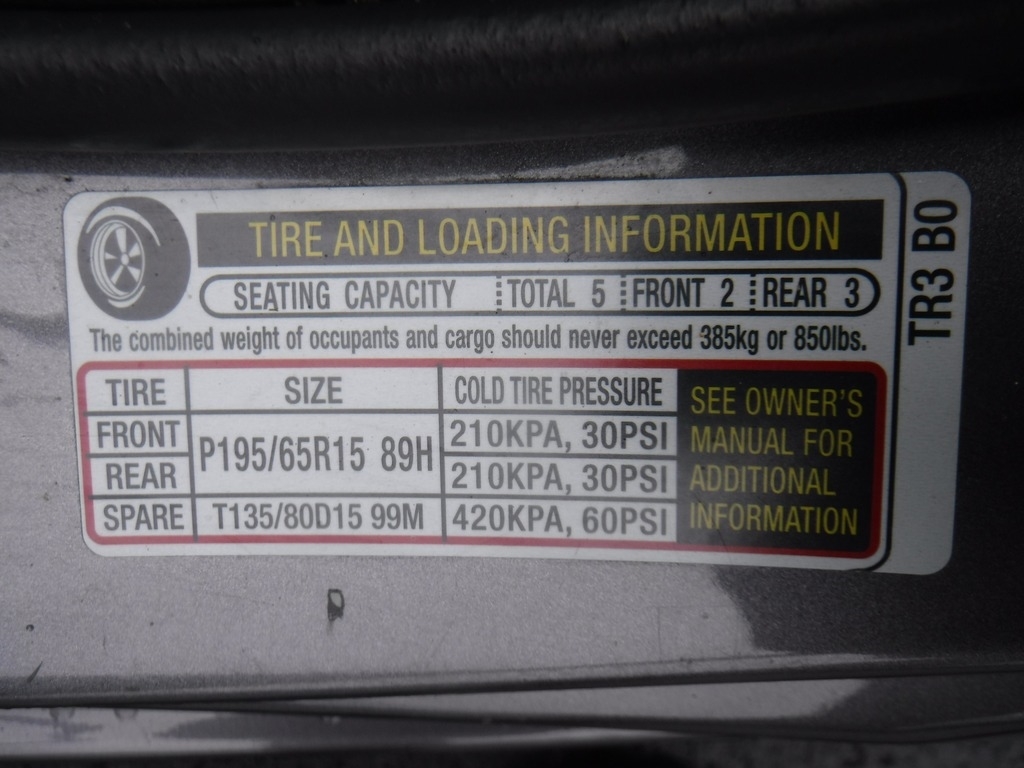 TIRE AND LOADING INFORMATION
SEATING CAPACITY TOTAL 5 FRONT 2 REAR 3
The combined weight of occupants and cargo should never exceed 385kg or 850lbs.
TIRE SIZE COLD TIRE PRESSURE
FRONT P195/65R15 89H 210KPA, 30PSI
REAR 210KPA, 30PSI
SPARE T135/80D15 99M 420KPA, 60PSI
SEE OWNER'S
MANUAL FOR
ADDITIONAL
INFORMATION
TR3 B0